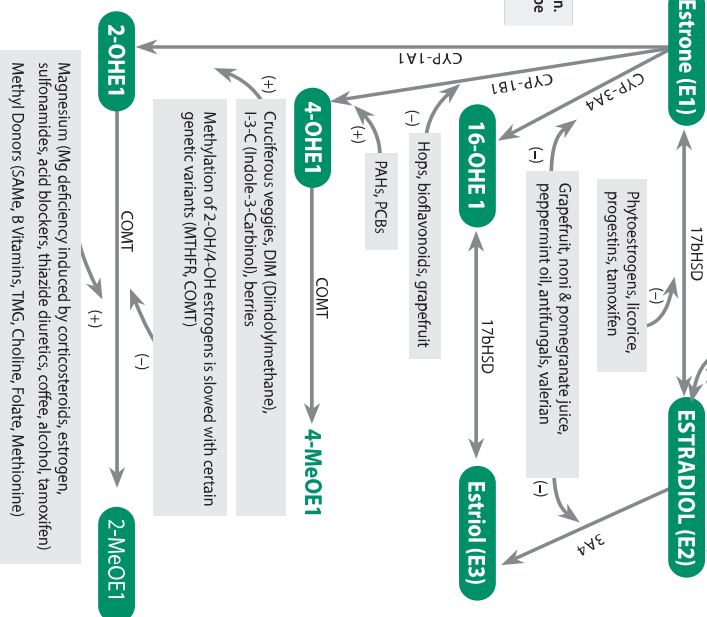 n.
pe
Estrone (E1)
17bHSD
ESTRADIOL (E2)
Phytoestrogens, licorice,
progestins, tamoxifen
(–)
CYP-3A4
(–)
Grapefruit, noni & pomegranate juice,
peppermint oil, antifungals, valerian
(–)
3A4
16-OHE 1
17bHSD
Estriol (E3)
CYP-1B1
(–)
Hops, bioflavonoids, grapefruit
(+)
PAHs, PCBs
4-OHE1
COMT
4-MeOE1
CYP-1A1
(+)
Cruciferous veggies, DIM (Diindolylmethane),
I-3-C (Indole-3-Carbinol), berries
Methylation of 2-OH/4-OH estrogens is slowed with certain
genetic variants (MTHFR, COMT)
(–)
2-OHE1
COMT
2-MeOE1
(+)
Magnesium (Mg deficiency induced by corticosteroids, estrogen,
sulfonamides, acid blockers, thiazide diuretics, coffee, alcohol, tamoxifen)
Methyl Donors (SAMe, B Vitamins, TMG, Choline, Folate, Methionine)